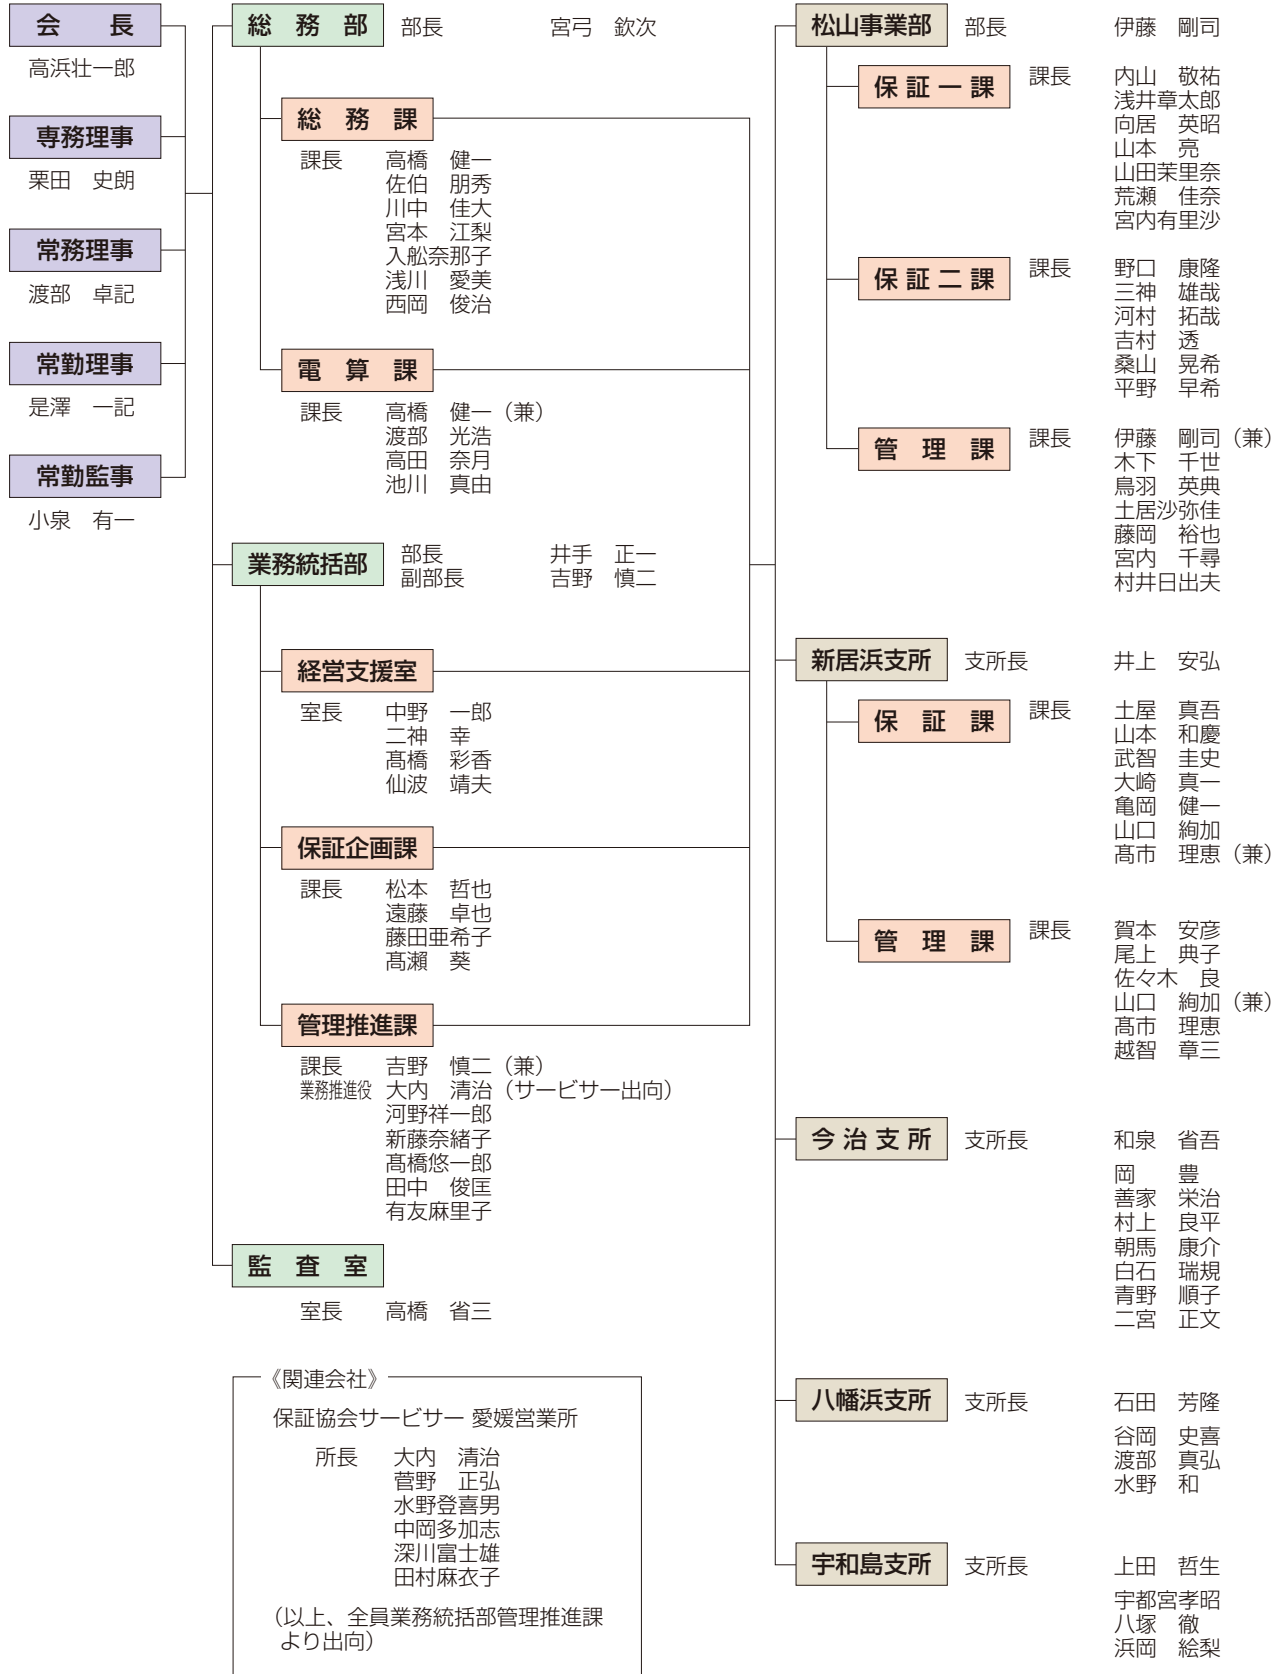 会　長
高浜壮一郎
専務理事
栗田　史朗
常務理事
渡部　卓記
常勤理事
是澤　一記
常勤監事
小泉　有一
総　務　部　部長　宮弓　欽次
総　務　課
課長　高橋　健一
佐伯　朋秀
川中　佳大
宮本　江梨
入舩奈那子
浅川　愛美
西岡　俊治
電　算　課
課長　高橋　健一（兼）
渡部　光浩
高田　奈月
池川　真由
業務統括部　部長　井手　正一
副部長　吉野　慎二
経営支援室
室長　中野　一郎
二神　幸
髙橋　彩香
仙波　靖夫
保証企画課
課長　松本　哲也
遠藤　卓也
藤田亜希子
髙瀨　葵
管理推進課
課長　吉野　慎二（兼）
業務推進役　大内　清治（サービサー出向）
河野祥一郎
新藤奈緒子
髙橋悠一郎
田中　俊匡
有友麻里子
監　査　室
室長　高橋　省三
《関連会社》
保証協会サービサー 愛媛営業所
所長　大内　清治
菅野　正弘
水野登喜男
中岡多加志
深川富士雄
田村麻衣子
（以上、全員業務統括部管理推進課
より出向）
松山事業部　部長　伊藤　剛司
保 証 一 課　課長　内山　敬祐
浅井章太郎
向居　英昭
山本　亮
山田茉里奈
荒瀬　佳奈
宮内有里沙
保 証 二 課　課長　野口　康隆
三神　雄哉
河村　拓哉
吉村　透
桑山　晃希
平野　早希
管　理　課　課長　伊藤　剛司（兼）
木下　千世
鳥羽　英典
土居沙弥佳
藤岡　裕也
宮内　千尋
村井日出夫
新居浜支所　支所長　井上　安弘
保　証　課　課長　土屋　真吾
山本　和慶
武智　圭史
大崎　真一
亀岡　健一
山口　絢加
髙市　理恵（兼）
管　理　課　課長　賀本　安彦
尾上　典子
佐々木　良
山口　絢加（兼）
髙市　理恵
越智　章三
今 治 支 所　支所長　和泉　省吾
岡　豊
善家　栄治
村上　良平
朝馬　康介
白石　瑞規
青野　順子
二宮　正文
八幡浜支所　支所長　石田　芳隆
谷岡　史喜
渡部　真弘
水野　和
宇和島支所　支所長　上田　哲生
宇都宮孝昭
八塚　徹
浜岡　絵梨